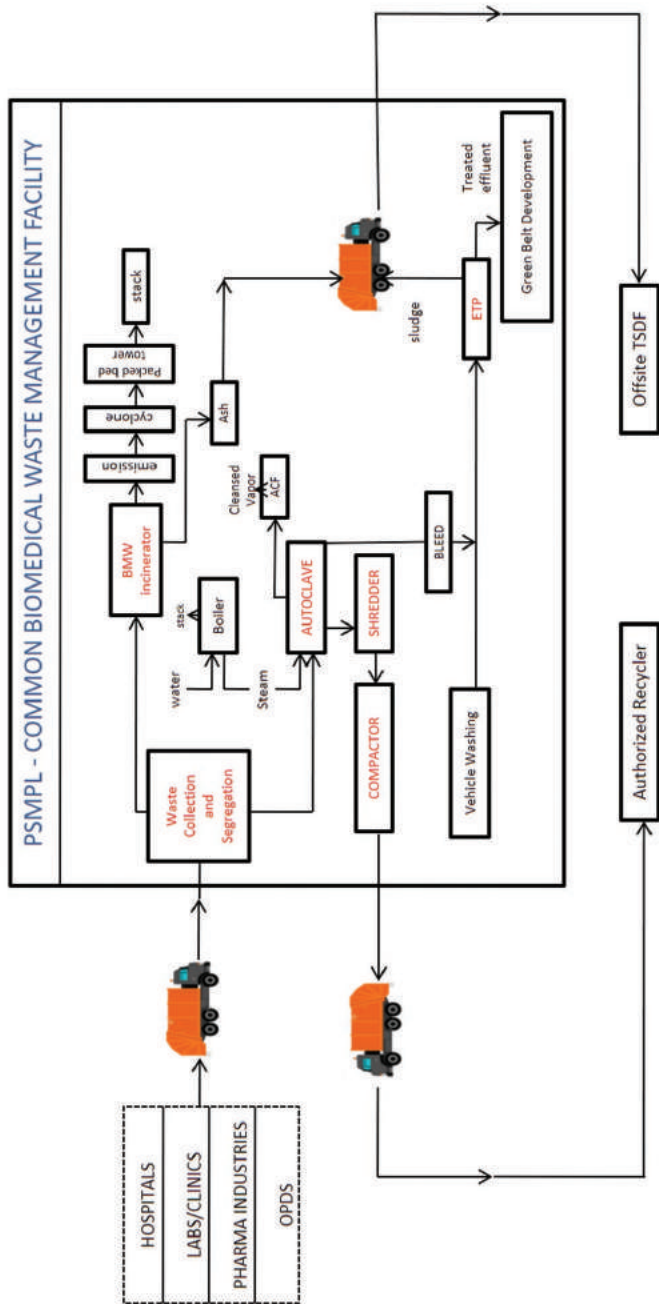 PSMPL - COMMON BIOMEDICAL WASTE MANAGEMENT FACILITY
HOSPITALS
LABS/CLINICS
PHARMA INDUSTRIES
OPDS
Waste
Collection
and
Segregation
BMW
incinerator
emission
cyclone
Packed bed
tower
stack
Ash
water
stack
Boiler
Steam
AUTOCLAVE
Cleansed
Vapor
ACF
SHREDDER
COMPACTOR
BLEED
Vehicle Washing
sludge
ETP
Treated
effluent
Green Belt Development
Authorized Recycler
Offsite TSDF